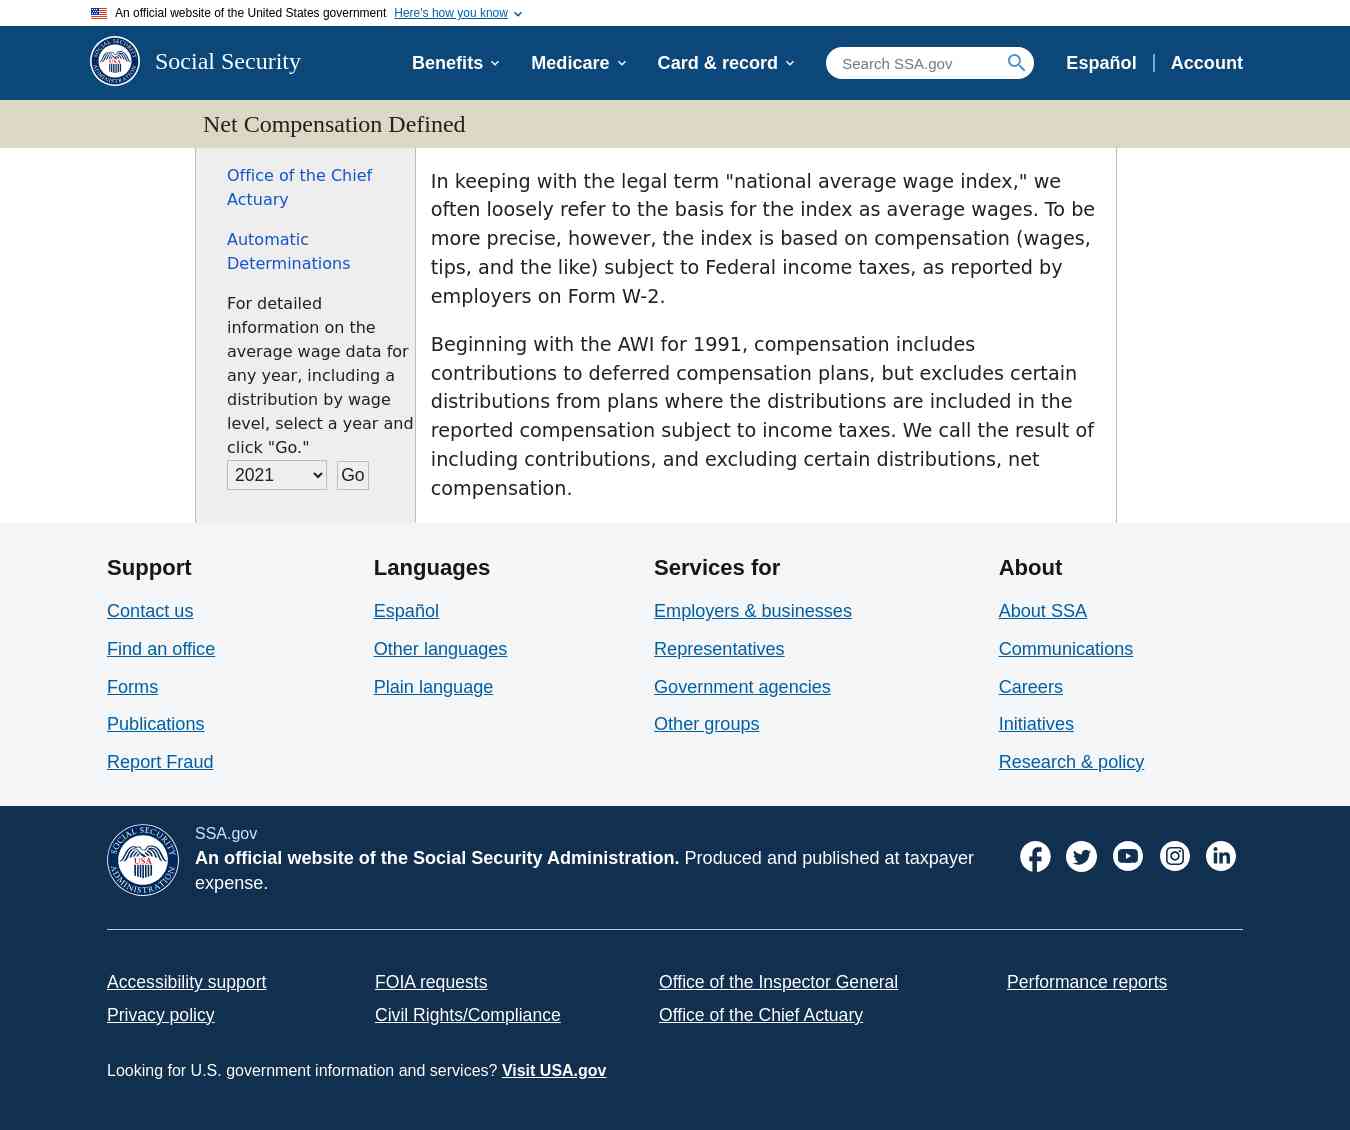 An official website of the United States government Here's how you know
Social Security
Benefits
Medicare
Card & record
Search SSA.gov
Español
Account
Net Compensation Defined
Office of the Chief
Actuary
Automatic
Determinations
For detailed
information on the
average wage data for
any year, including a
distribution by wage
level, select a year and
click "Go."
2021
Go
In keeping with the legal term "national average wage index," we
often loosely refer to the basis for the index as average wages. To be
more precise, however, the index is based on compensation (wages,
tips, and the like) subject to Federal income taxes, as reported by
employers on Form W-2.
Beginning with the AWI for 1991, compensation includes
contributions to deferred compensation plans, but excludes certain
distributions from plans where the distributions are included in the
reported compensation subject to income taxes. We call the result of
including contributions, and excluding certain distributions, net
compensation.
Support
Contact us
Find an office
Forms
Publications
Report Fraud
Languages
Español
Other languages
Plain language
Services for
Employers & businesses
Representatives
Government agencies
Other groups
About
About SSA
Communications
Careers
Initiatives
Research & policy
SOCIAL SECURITY
USA
ADMINISTRATION
SSA.gov
An official website of the Social Security Administration. Produced and published at taxpayer
expense.
Accessibility support
FOIA requests
Office of the Inspector General
Performance reports
Privacy policy
Civil Rights/Compliance
Office of the Chief Actuary
Looking for U.S. government information and services? Visit USA.gov